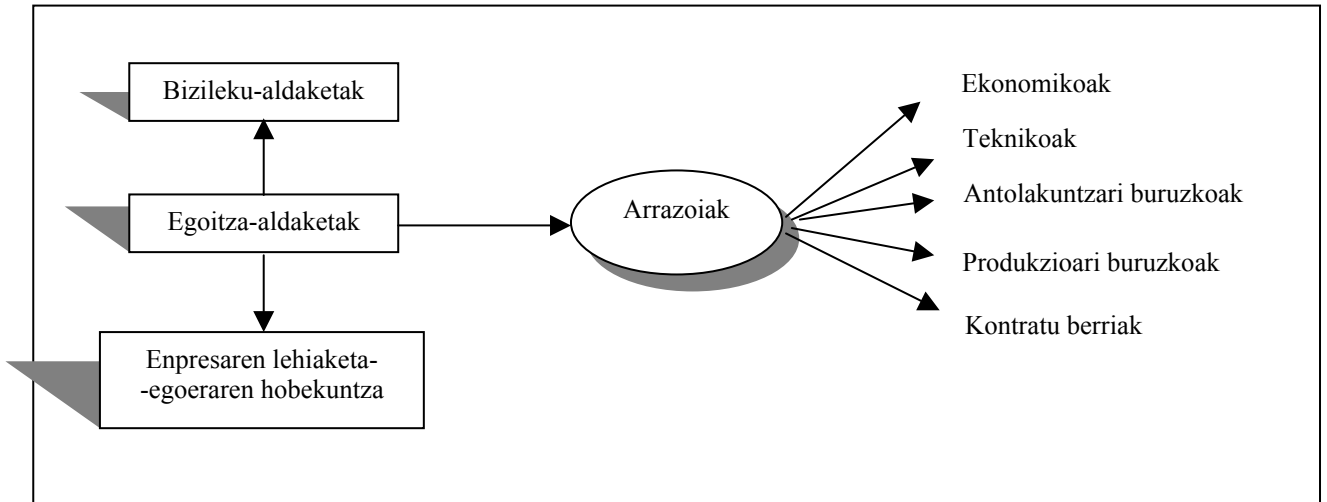 Bizileku-aldaketak
Egoitza-aldaketak
Enpresaren lehiaketa-
-egoeraren hobekuntza
Arrazoiak
Ekonomikoak
Teknikoak
Antolakuntzari buruzkoak
Produkzioari buruzkoak
Kontratu berriak